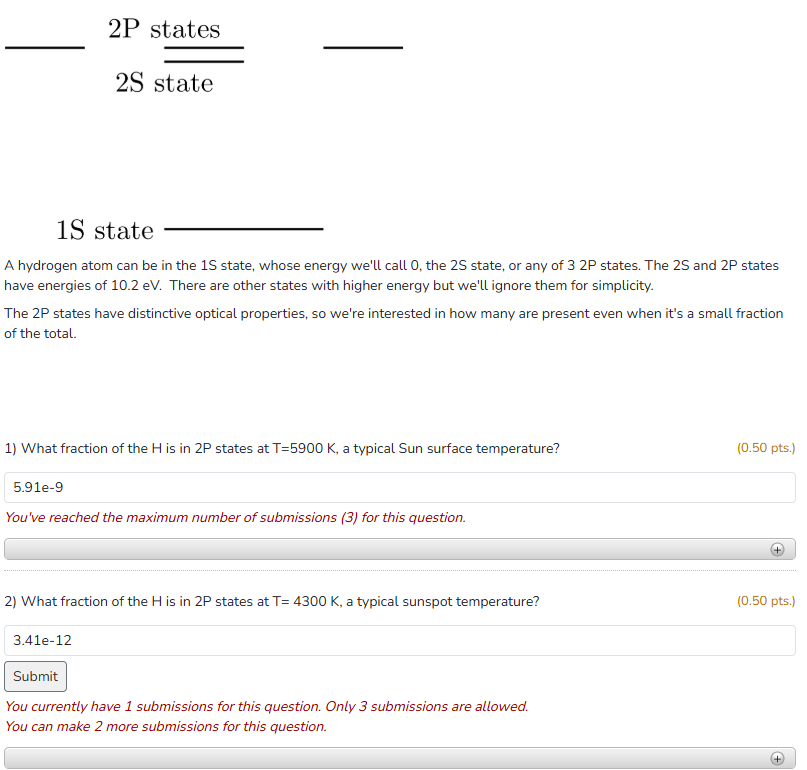 2P states
2S state
1S state
A hydrogen atom can be in the 1S state, whose energy we'll call 0, the 2S state, or any of 3 2P states. The 2S and 2P states
have energies of 10.2 eV. There are other states with higher energy but we'll ignore them for simplicity.
The 2P states have distinctive optical properties, so we're interested in how many are present even when it's a small fraction
of the total.
1) What fraction of the H is in 2P states at T=5900 K, a typical Sun surface temperature? (0.50 pts.)
5.91e-9
You've reached the maximum number of submissions (3) for this question.
2) What fraction of the H is in 2P states at T= 4300 K, a typical sunspot temperature? (0.50 pts.)
3.41e-12
Submit
You currently have 1 submissions for this question. Only 3 submissions are allowed.
You can make 2 more submissions for this question.